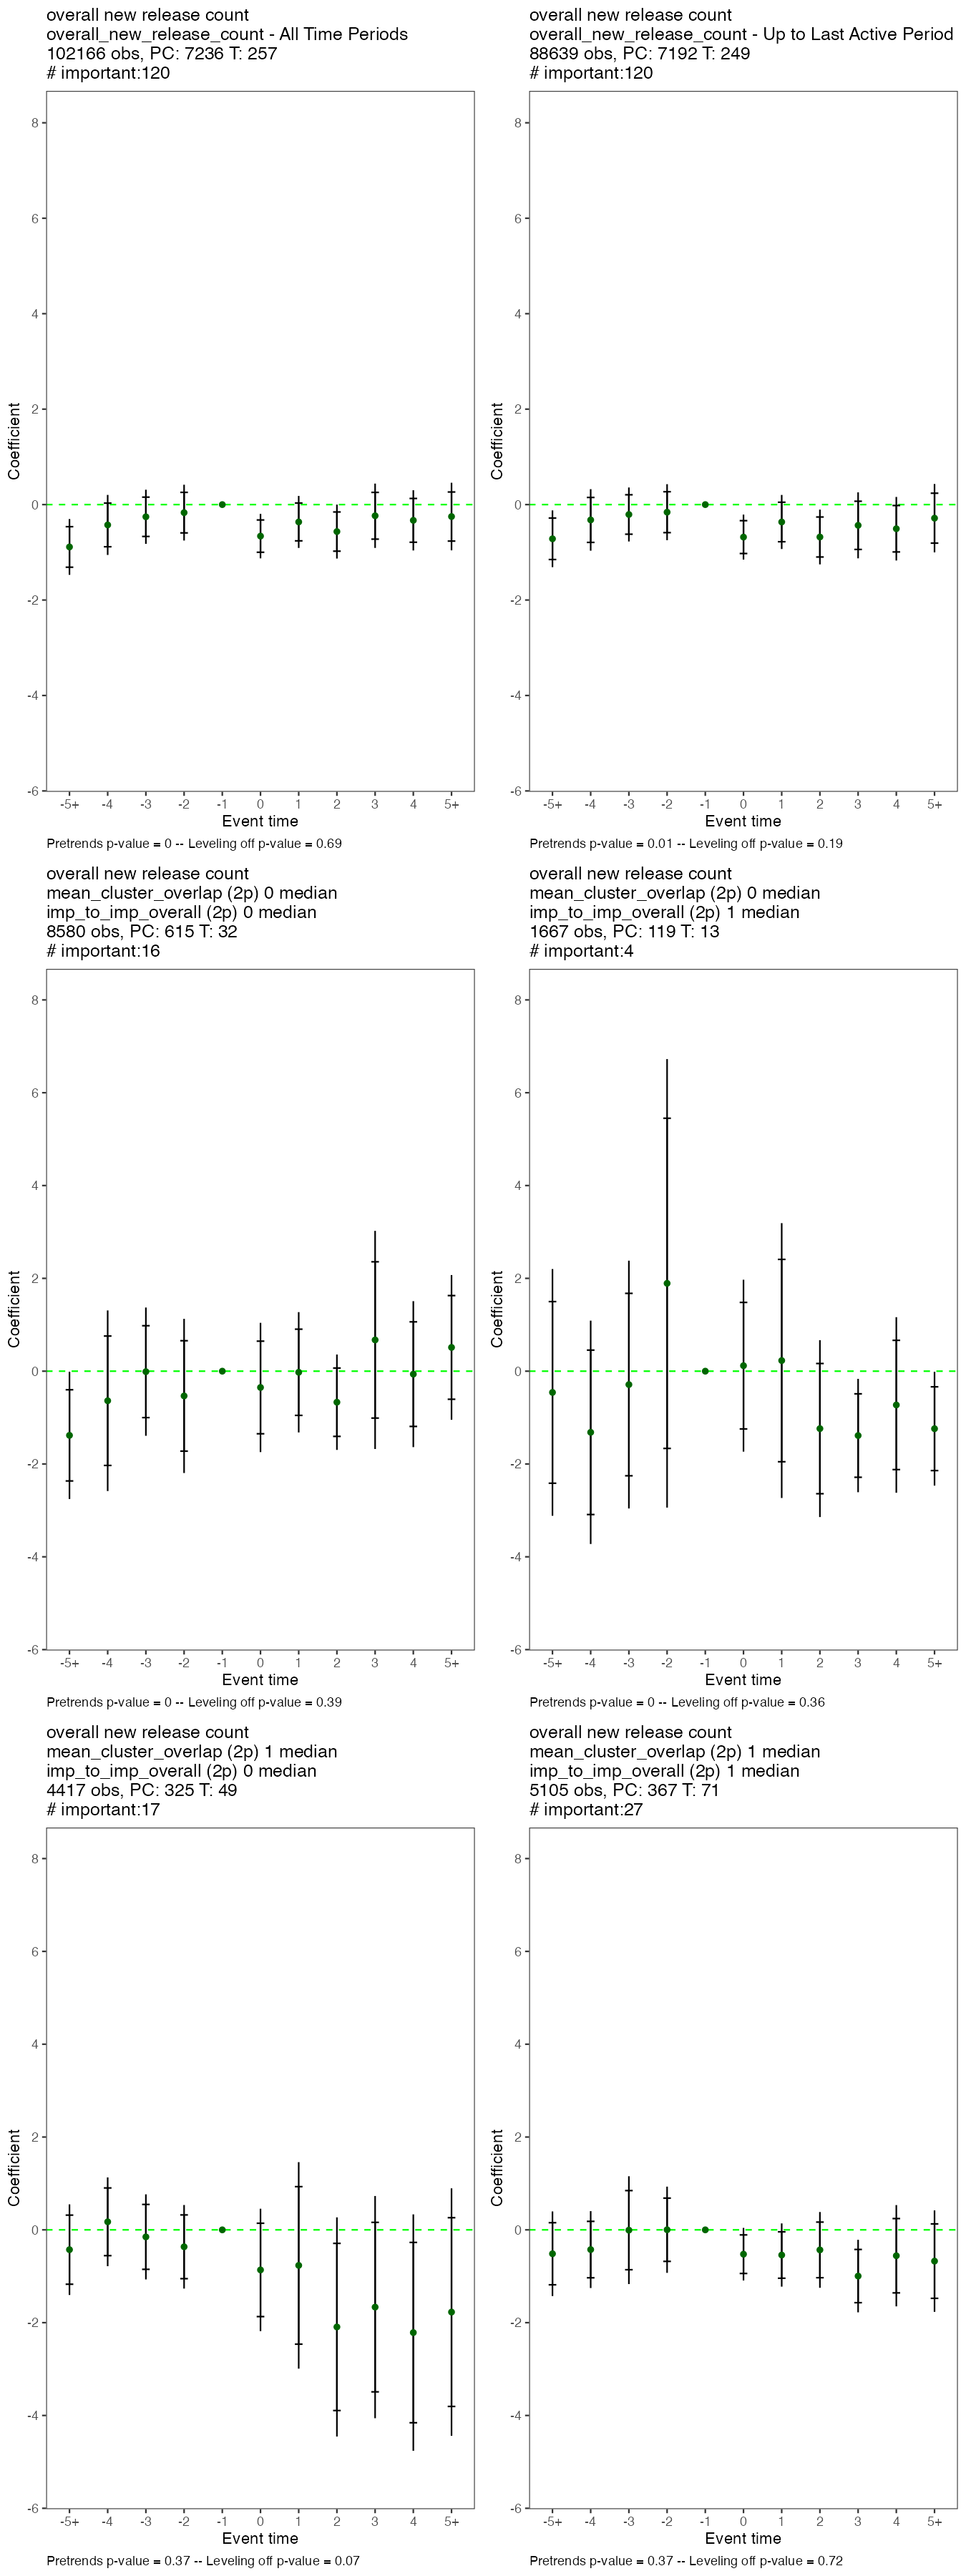 overall new release count
overall_new_release_count - All Time Periods
102166 obs, PC: 7236 T: 257
# important:120
Coefficient
8
6
4
2
0
-2
-4
-6
-5+ -4 -3 -2 -1 0 1 2 3 4 5+
Event time
Pretrends p-value = 0 -- Leveling off p-value = 0.69
overall new release count
overall_new_release_count - Up to Last Active Period
88639 obs, PC: 7192 T: 249
# important:120
Coefficient
8
6
4
2
0
-2
-4
-6
-5+ -4 -3 -2 -1 0 1 2 3 4 5+
Event time
Pretrends p-value = 0.01 -- Leveling off p-value = 0.19
overall new release count
mean_cluster_overlap (2p) 0 median
imp_to_imp_overall (2p) 0 median
8580 obs, PC: 615 T: 32
# important:16
Coefficient
8
6
4
2
0
-2
-4
-6
-5+ -4 -3 -2 -1 0 1 2 3 4 5+
Event time
Pretrends p-value = 0 -- Leveling off p-value = 0.39
overall new release count
mean_cluster_overlap (2p) 0 median
imp_to_imp_overall (2p) 1 median
1667 obs, PC: 119 T: 13
# important:4
Coefficient
8
6
4
2
0
-2
-4
-6
-5+ -4 -3 -2 -1 0 1 2 3 4 5+
Event time
Pretrends p-value = 0 -- Leveling off p-value = 0.36
overall new release count
mean_cluster_overlap (2p) 1 median
imp_to_imp_overall (2p) 0 median
4417 obs, PC: 325 T: 49
# important:17
Coefficient
8
6
4
2
0
-2
-4
-6
-5+ -4 -3 -2 -1 0 1 2 3 4 5+
Event time
Pretrends p-value = 0.37 -- Leveling off p-value = 0.07
overall new release count
mean_cluster_overlap (2p) 1 median
imp_to_imp_overall (2p) 1 median
5105 obs, PC: 367 T: 71
# important:27
Coefficient
8
6
4
2
0
-2
-4
-6
-5+ -4 -3 -2 -1 0 1 2 3 4 5+
Event time
Pretrends p-value = 0.37 -- Leveling off p-value = 0.72